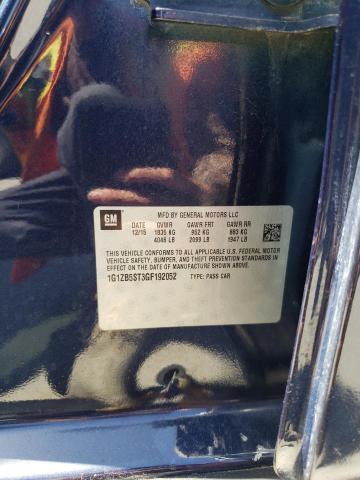 GM
MFD BY GENERAL MOTORS LLC
DATE GVWR GAWR FRT GAWR RR
12/15 1835 KG 952 KG 883 KG
4046 LB 2099 LB 1947 LB
THIS VEHICLE CONFORMS TO ALL APPLICABLE U.S. FEDERAL MOTOR
VEHICLE SAFETY, BUMPER, AND THEFT PREVENTION STANDARDS IN
EFFECT ON THE DATE OF MANUFACTURE SHOWN ABOVE.
1G1ZB5ST3GF192052 TYPE: PASS CAR